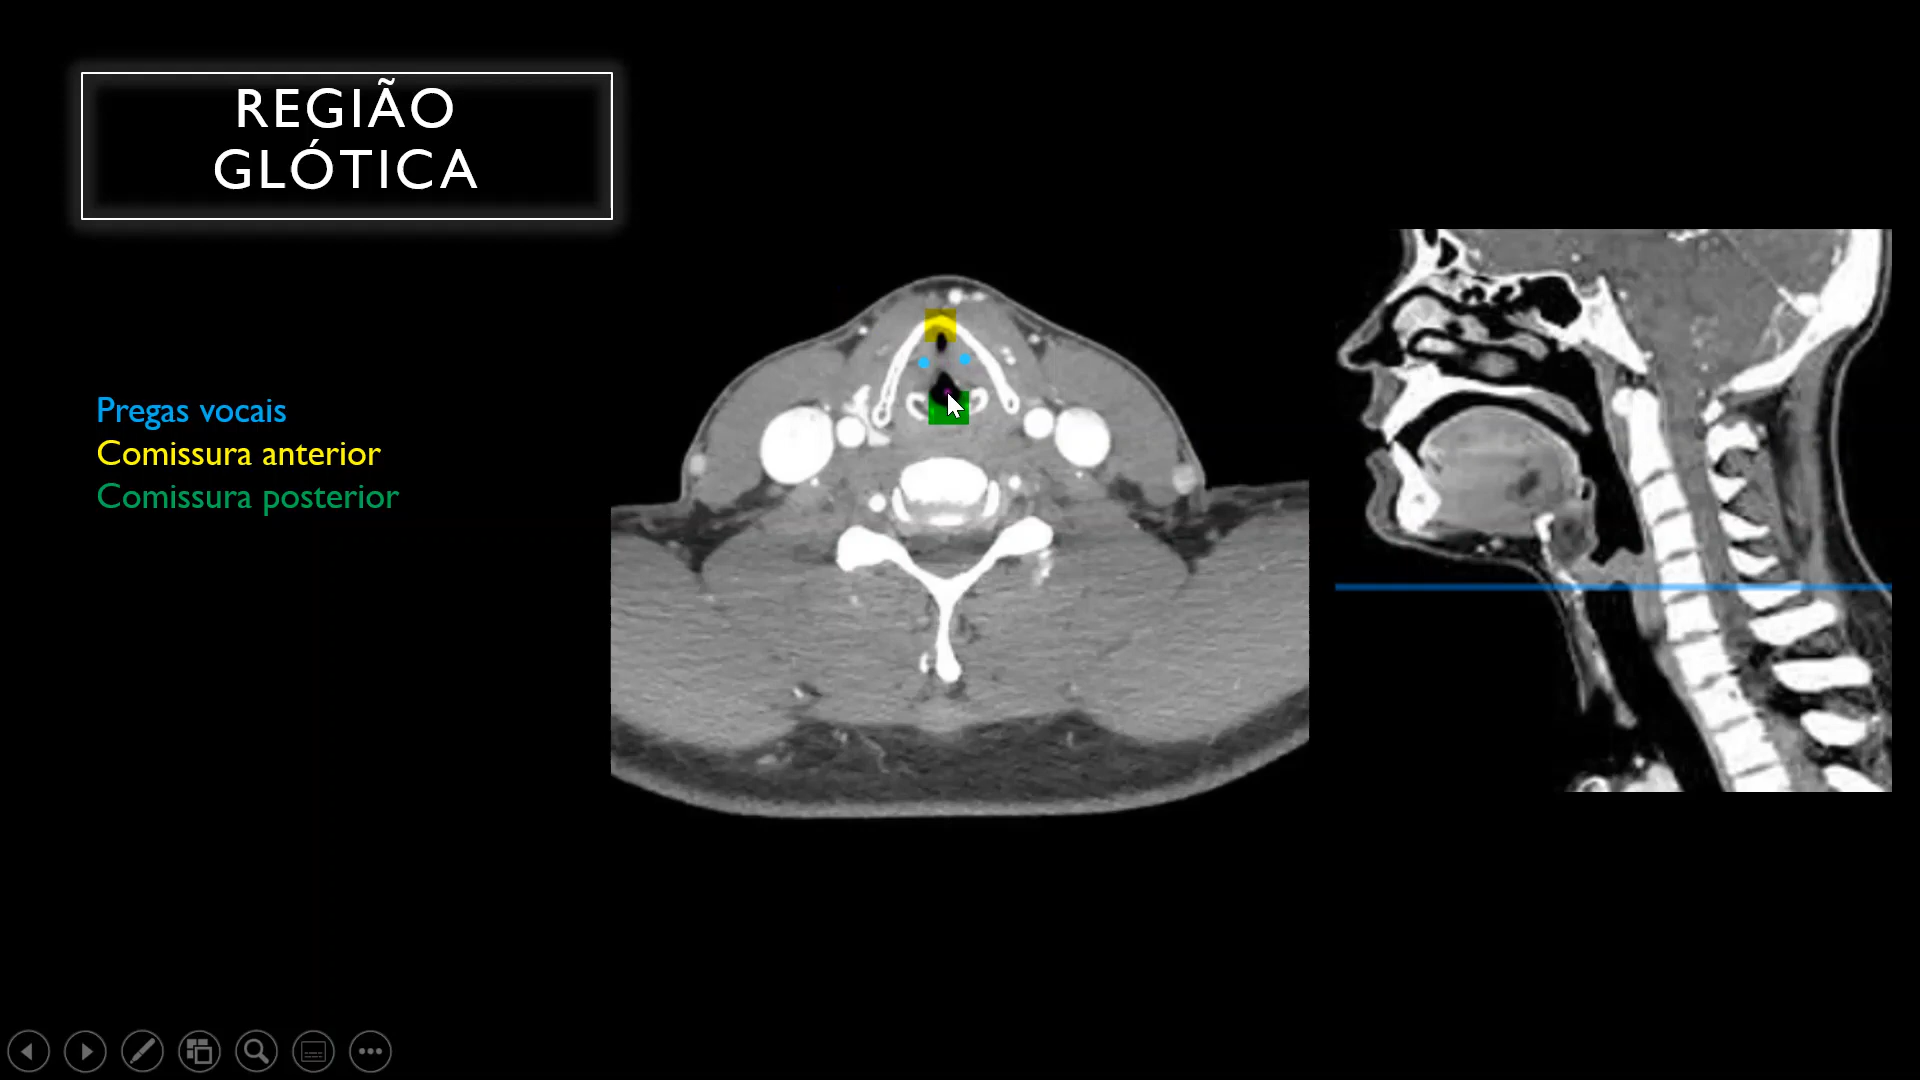 REGIÃO
GLÓTICA
Pregas vocais
Comissura anterior
Comissura posterior